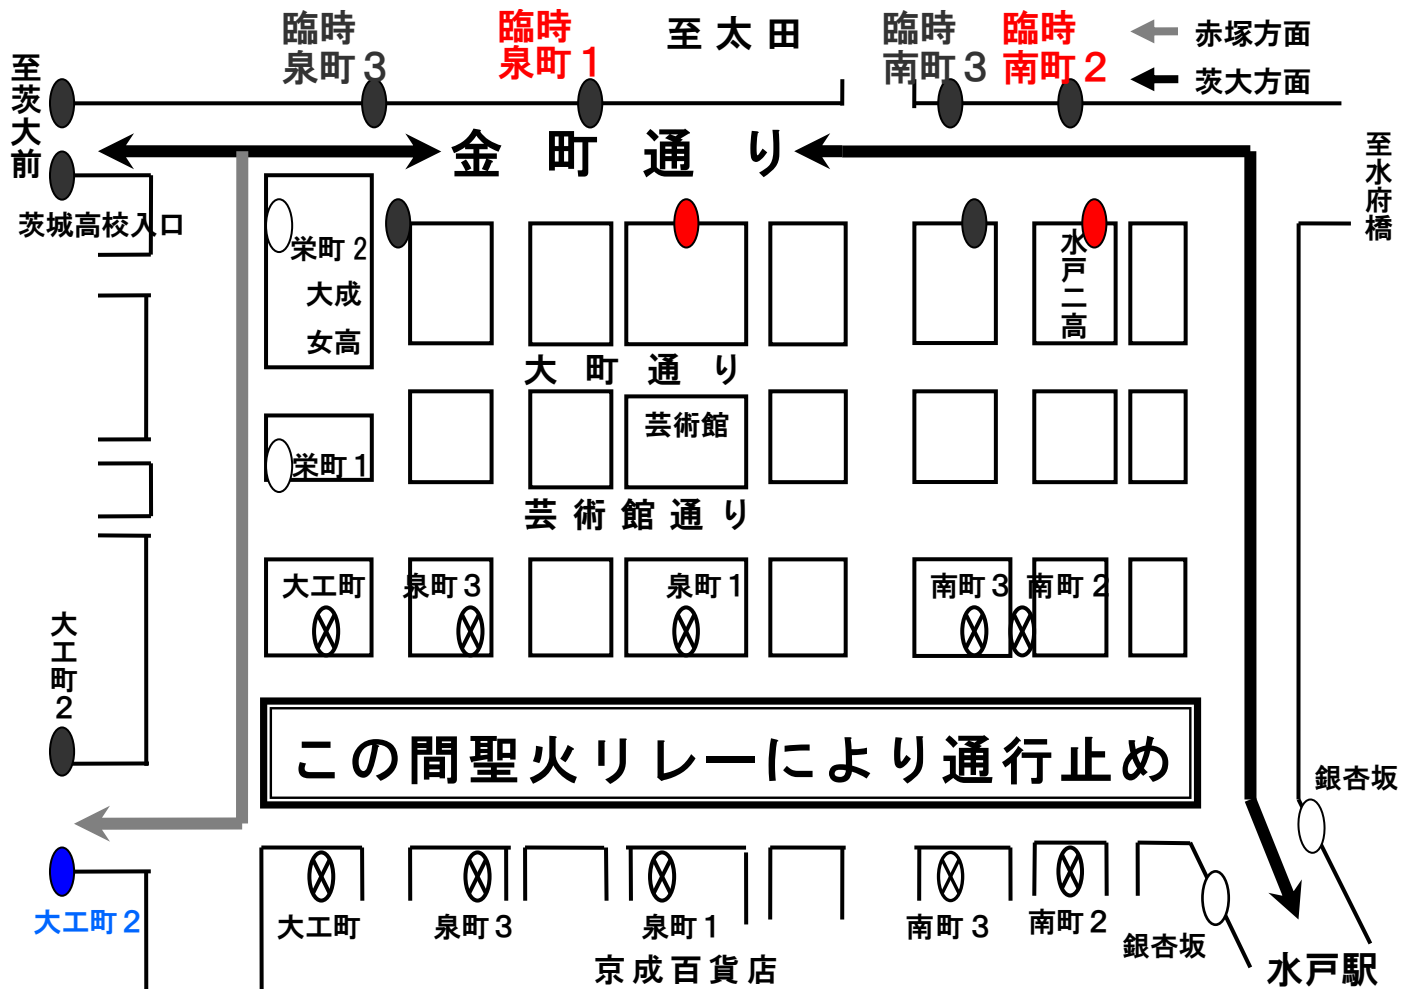 臨時
泉町３
臨時
泉町１
至太田
臨時
南町３
臨時
南町２
赤塚方面
茨大方面
至茨大前
金町通り
至水府橋
茨城高校入口
栄町２
大成
女高
水戸二高
大町通り
芸術館
栄町１
芸術館通り
大工町
泉町３
泉町１
南町３
南町２
大工町２
この間聖火リレーにより通行止め
銀杏坂
大工町２
大工町
泉町３
泉町１
南町３
南町２
銀杏坂
京成百貨店
水戸駅